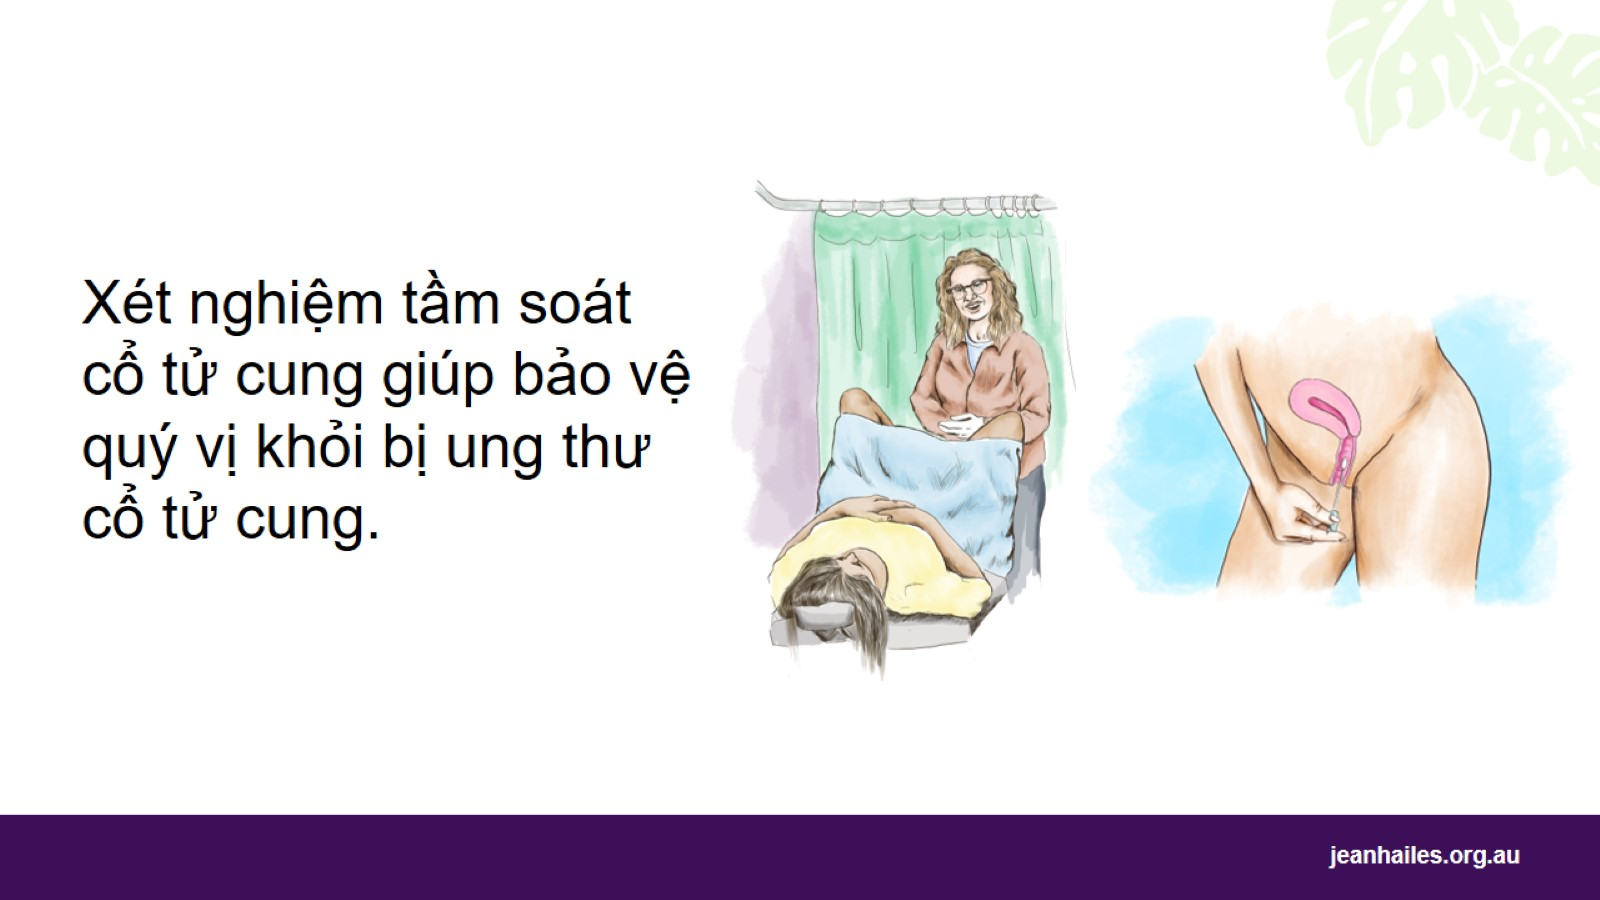 Xét nghiệm tầm soát
cổ tử cung giúp bảo vệ
quý vị khỏi bị ung thư
cổ tử cung.
jeanhailes.org.au